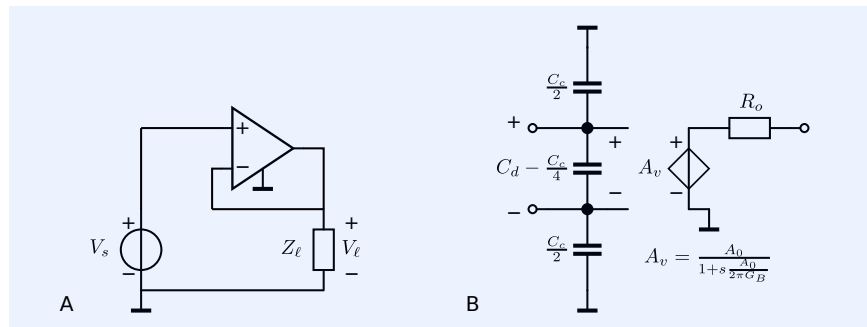 +
−
+
V_s
−
Z_ℓ
+
V_ℓ
−
A
C_c/2
+
+
C_d − C_c/4
−
−
C_c/2
R_o
+
A_v
−
A_v = A_0 / (1+s A_0/(2πG_B))
B